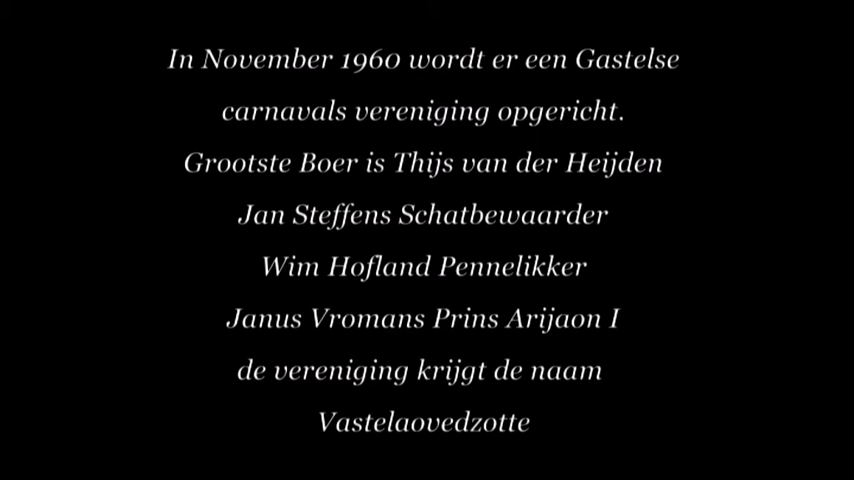 In November 1960 wordt er een Gastelse
carnavals vereniging opgericht.
Grootste Boer is Thijs van der Heijden
Jan Steffens Schatbewaarder
Wim Hofland Pennelikker
Janus Vromans Prins Arijaon I
de vereniging krijgt de naam
Vastelaovedzotte